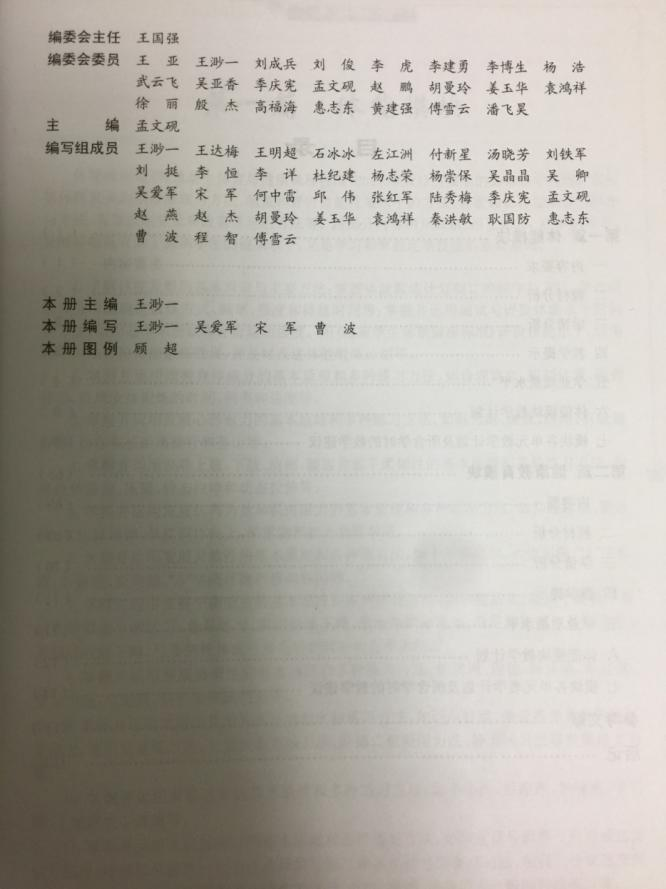 编委会主任 王国强
编委会委员 王 亚 王渺一 刘成兵 刘 俊 李 虎 李建勇 李博生 杨 浩
武云飞 吴亚香 季庆宪 孟文砚 赵 鹏 胡曼玲 姜玉华 袁鸿祥
徐 丽 殷 杰 高福海 惠志东 黄建强 傅雪云 潘飞昊
主 编 孟文砚
编写组成员 王渺一 王达梅 王明超 石冰冰 左江洲 付新星 汤晓芳 刘铁军
刘 挺 李 恒 李 详 杜纪建 杨志荣 杨崇保 吴晶晶 吴 卿
吴爱军 宋 军 何中雷 邱 伟 张红军 陆秀梅 季庆宪 孟文砚
赵 燕 赵 杰 胡曼玲 姜玉华 袁鸿祥 秦洪敏 耿国防 惠志东
曹 波 程 智 傅雪云
本册主编 王渺一
本册编写 王渺一 吴爱军 宋 军 曹 波
本册图例 顾 超